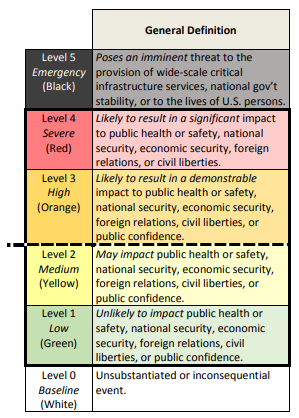 General Definition
Level 5
Emergency
(Black)
Poses an imminent threat to the
provision of wide-scale critical
infrastructure services, national gov’t
stability, or to the lives of U.S. persons.
Level 4
Severe
(Red)
Likely to result in a significant impact
to public health or safety, national
security, economic security, foreign
relations, or civil liberties.
Level 3
High
(Orange)
Likely to result in a demonstrable
impact to public health or safety,
national security, economic security,
foreign relations, civil liberties, or
public confidence.
Level 2
Medium
(Yellow)
May impact public health or safety,
national security, economic security,
foreign relations, civil liberties, or
public confidence.
Level 1
Low
(Green)
Unlikely to impact public health or
safety, national security, economic
security, foreign relations, civil
liberties, or public confidence.
Level 0
Baseline
(White)
Unsubstantiated or inconsequential
event.